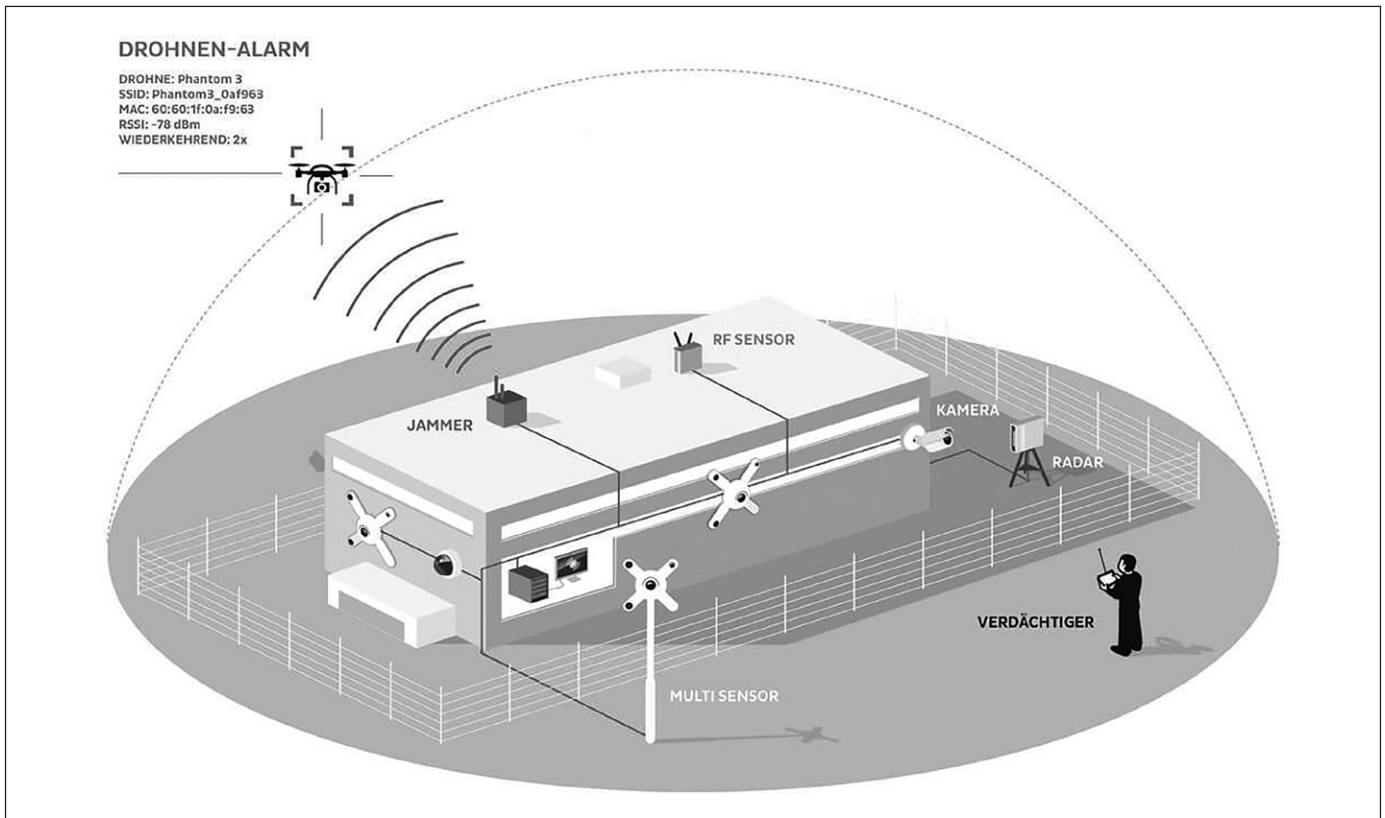 DROHNEN-ALARM
DROHNE: Phantom 3
SSID: Phantom3_0af963
MAC: 60:60:1f:0a:f9:63
RSSI: -78 dBm
WIEDERKEHREND: 2x
RF SENSOR
JAMMER
KAMERA
RADAR
VERDÄCHTIGER
MULTI SENSOR